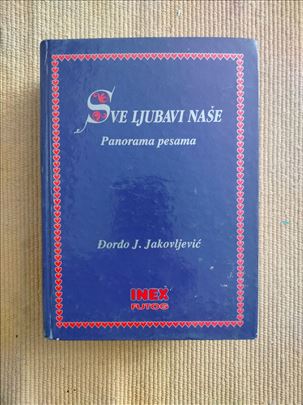 SVE LJUBAVI NAŠE
Panorama pesama
Đorđo J. Jakovljević
INEX
FUTOG